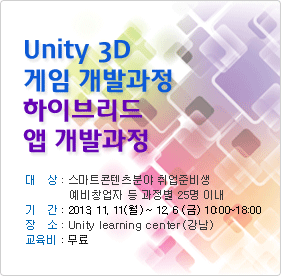 Unity 3D
게임 개발과정
하이브리드
앱 개발과정
대 상 : 스마트콘텐츠분야 취업준비생
예비창업자 등 과정별 25명 이내
기 간 : 2013. 11. 11(월) ~ 12. 6 (금) 10:00~18:00
장 소 : Unity learning center (강남)
교육비 : 무료